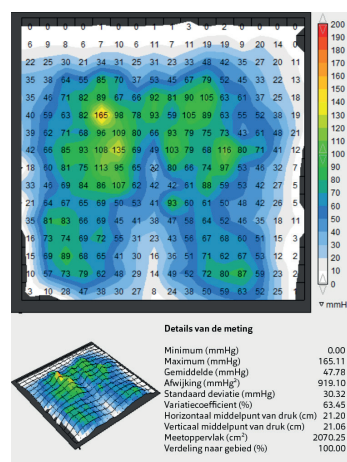 0 0 0 0 0 1 0 1 1 3 0 2 0 0 0 0
6 9 8 6 7 10 6 11 7 11 19 19 9 20 14 0
22 25 30 21 34 31 25 31 23 33 48 42 35 27 20 11
35 38 54 55 85 70 37 53 45 67 79 52 45 33 22 13
35 46 71 82 89 67 66 92 81 90 105 63 61 37 25 18
40 59 63 82 165 98 78 93 59 105 89 63 55 52 38 19
39 62 71 68 96 109 80 66 93 79 75 73 43 61 48 21
42 66 85 93 108 135 69 49 103 79 68 116 80 71 41 12
18 60 81 75 113 95 65 32 80 66 74 97 53 46 32 7
33 46 69 84 86 107 62 42 42 61 88 59 53 42 27 5
21 64 67 65 69 50 53 41 93 60 61 50 48 42 26 5
35 81 83 66 69 45 41 38 47 58 64 52 46 35 18 11
16 73 74 69 72 55 31 23 43 56 67 68 60 51 15 3
15 69 89 68 65 41 30 16 36 51 71 62 67 53 12 2
10 57 73 79 62 48 29 14 49 52 72 80 87 59 23 2
3 10 28 47 38 30 27 8 24 38 50 59 63 52 25
200
190
180
170
160
150
140
130
120
110
100
90
80
70
60
50
40
30
20
10
0
mmH
Details van de meting
Minimum (mmHg) 0.00
Maximum (mmHg) 165.11
Gemiddelde (mmHg) 47.78
Afwijking (mmHg²) 919.10
Standaard deviatie (mmHg) 30.32
Variatiecoefficient (%) 63.45
Horizontaal middelpunt van druk (cm) 21.20
Verticaal middelpunt van druk (cm) 21.06
Meetoppervlak (cm²) 2070.25
Verdeling naar gebied (%) 100.00